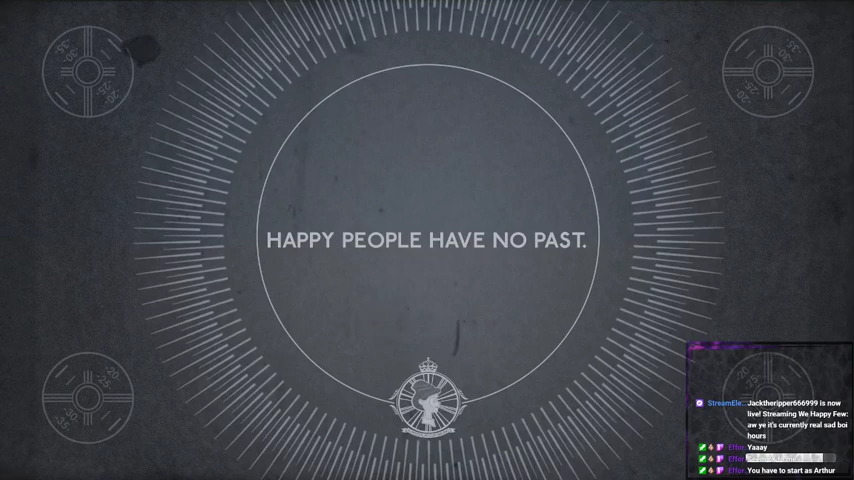 HAPPY PEOPLE HAVE NO PAST.
StreamEle... Jacktheripper666999 is now
live! Streaming We Happy Few:
aw ye it's currently real sad boi
hours
Effor Yaaay
Effor
Effor You have to start as Arthur